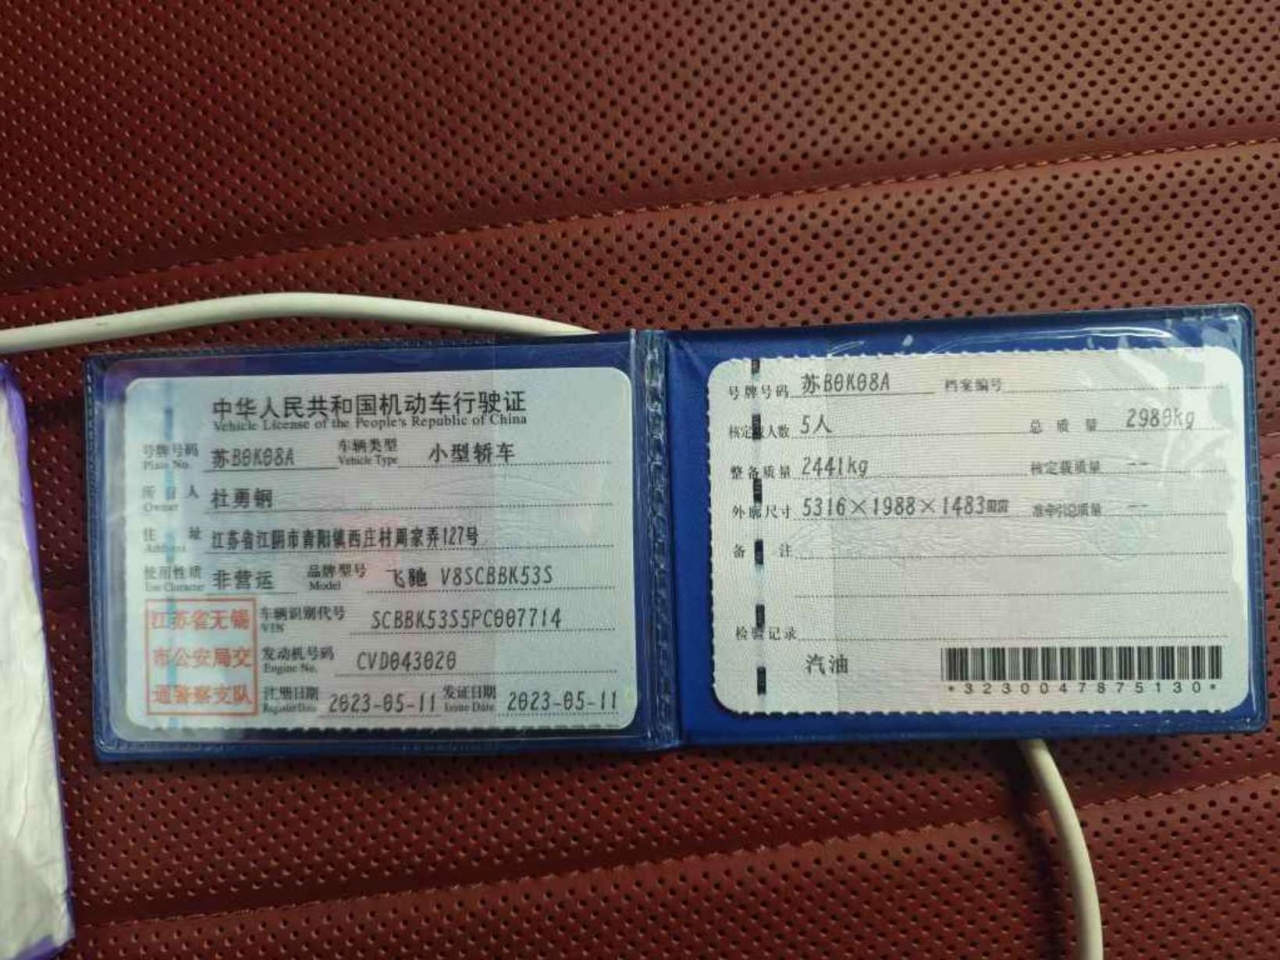 中华人民共和国机动车行驶证
Vehicle License of the People's Republic of China
号牌号码 苏B0K08A 车辆类型 小型轿车
Plate No. Vehicle Type
所有人 杜勇钢
Owner
住 址 江苏省江阴市青阳镇西庄村周家弄127号
Address
使用性质 非营运 品牌型号 飞驰 V8SCBBK53S
Use Character Model
江苏省无锡
市公安局交
通警察支队
车辆识别代号 SCBBK53S5PC007714
VIN
发动机号码 CVD043020
Engine No.
注册日期 2023-05-11 发证日期 2023-05-11
Register Date Issue Date
号牌号码 苏B0K08A 档案编号
核定载人数 5人 总 质 量 2980kg
整备质量 2441kg 核定载质量 --
外廓尺寸 5316×1988×1483mm 准牵引总质量 --
备 注
检验记录
汽油
*3230047875130*